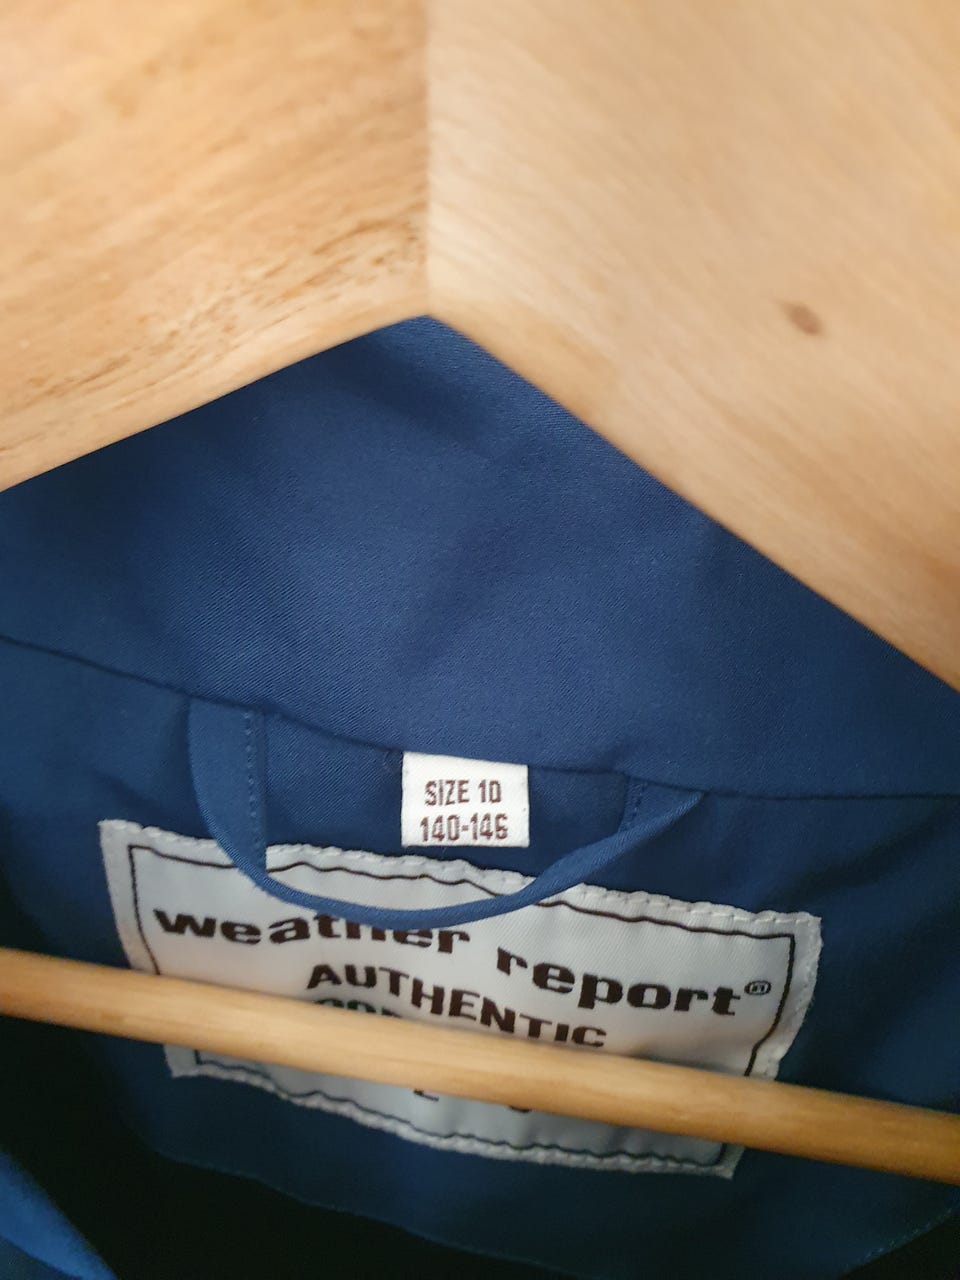 SIZE 10
140-146
weather report®
AUTHENTIC